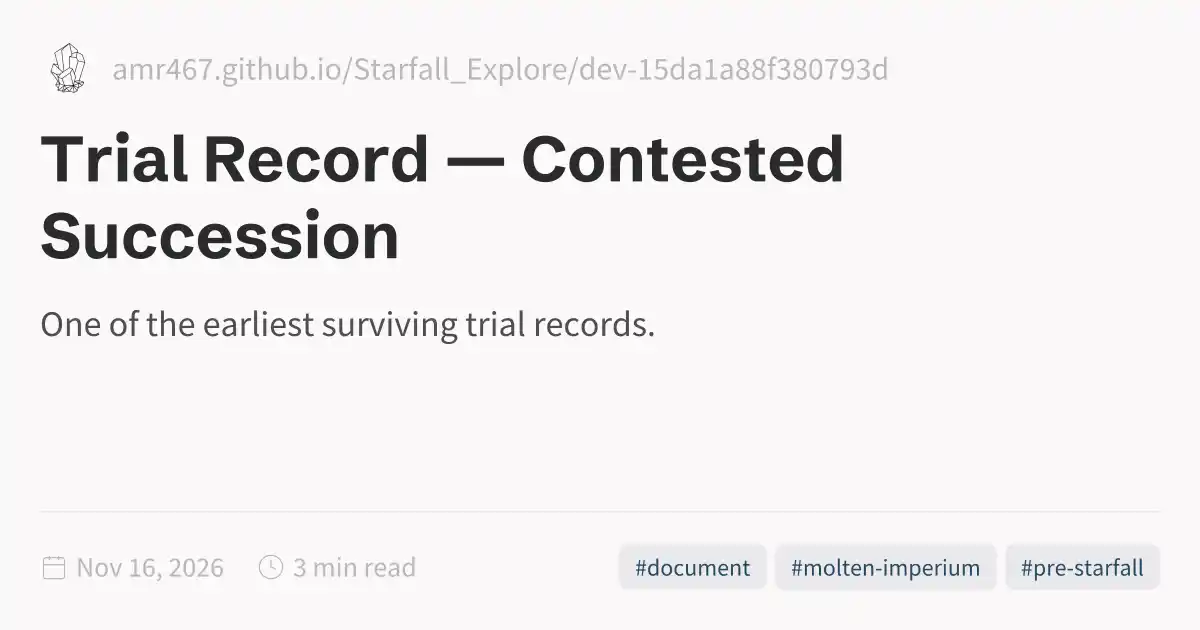 amr467.github.io/Starfall_Explore/dev-15da1a88f380793d
Trial Record — Contested
Succession
One of the earliest surviving trial records.
Nov 16, 2026
3 min read
#document
#molten-imperium
#pre-starfall